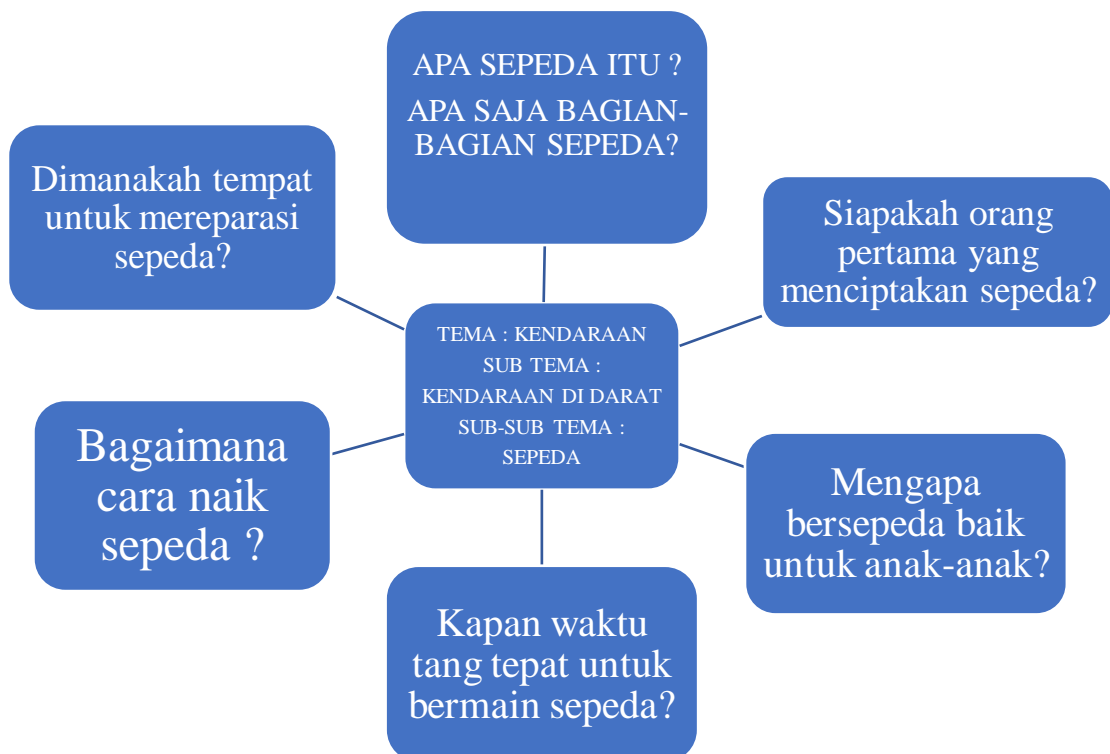 APA SEPEDA ITU ?
APA SAJA BAGIAN-
BAGIAN SEPEDA?
Dimanakah tempat
untuk mereparasi
sepeda?
Siapakah orang
pertama yang
menciptakan sepeda?
TEMA : KENDARAAN
SUB TEMA :
KENDARAAN DI DARAT
SUB-SUB TEMA :
SEPEDA
Bagaimana
cara naik
sepeda ?
Mengapa
bersepeda baik
untuk anak-anak?
Kapan waktu
tang tepat untuk
bermain sepeda?